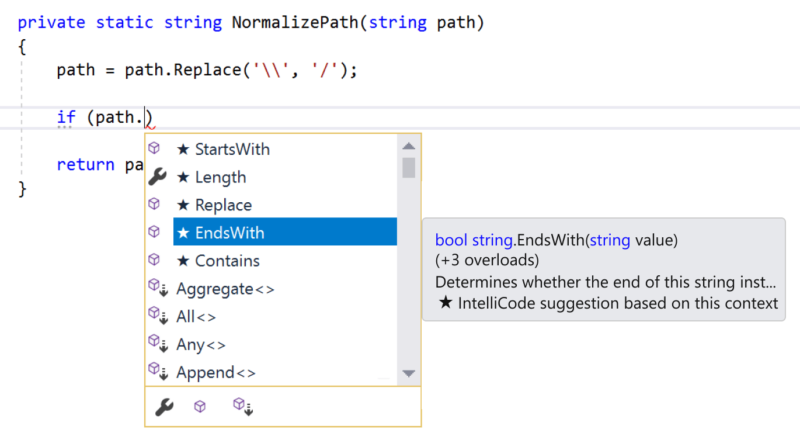 private static string NormalizePath(string path)
{
path = path.Replace('\\', '/');
if (path.)
★ StartsWith
★ Length
★ Replace
★ EndsWith
★ Contains
Aggregate<>
All<>
Any<>
Append<>
return pa
}
bool string.EndsWith(string value)
(+3 overloads)
Determines whether the end of this string inst...
★ IntelliCode suggestion based on this context